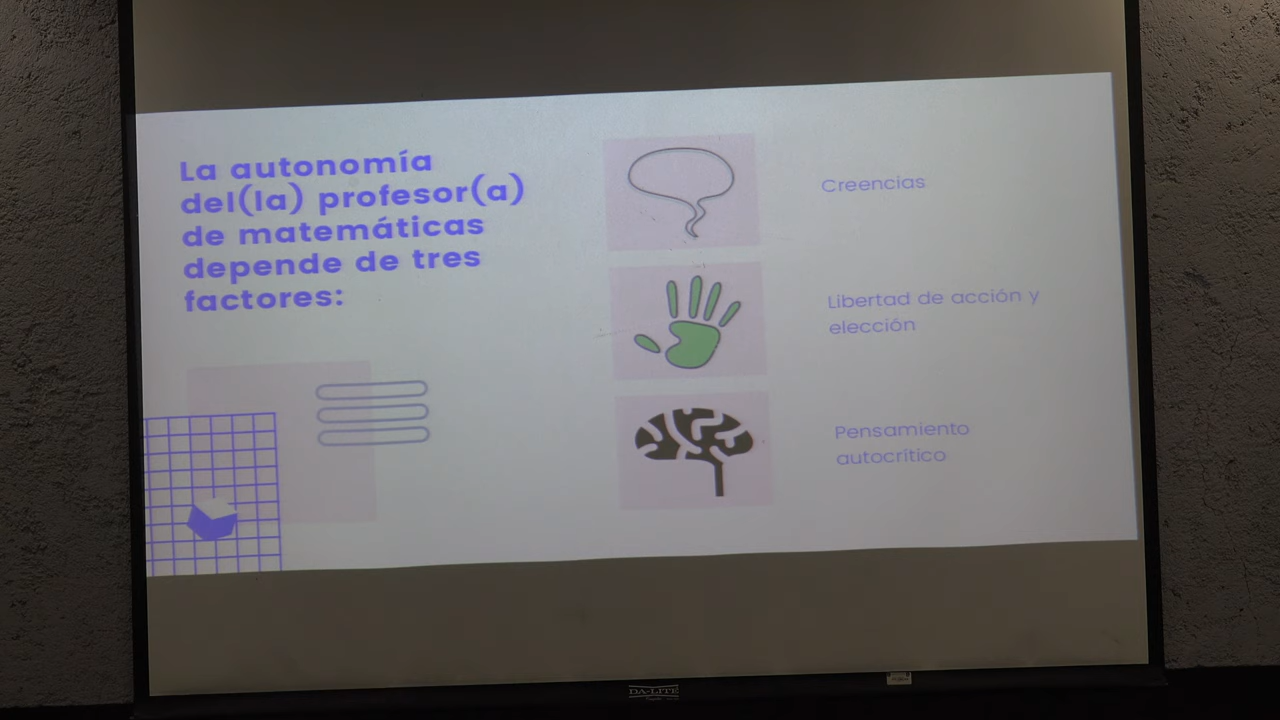 La autonomía
del(la) profesor(a)
de matemáticas
depende de tres
factores:
Creencias
Libertad de acción y
elección
Pensamiento
autocrítico
DA-LITE